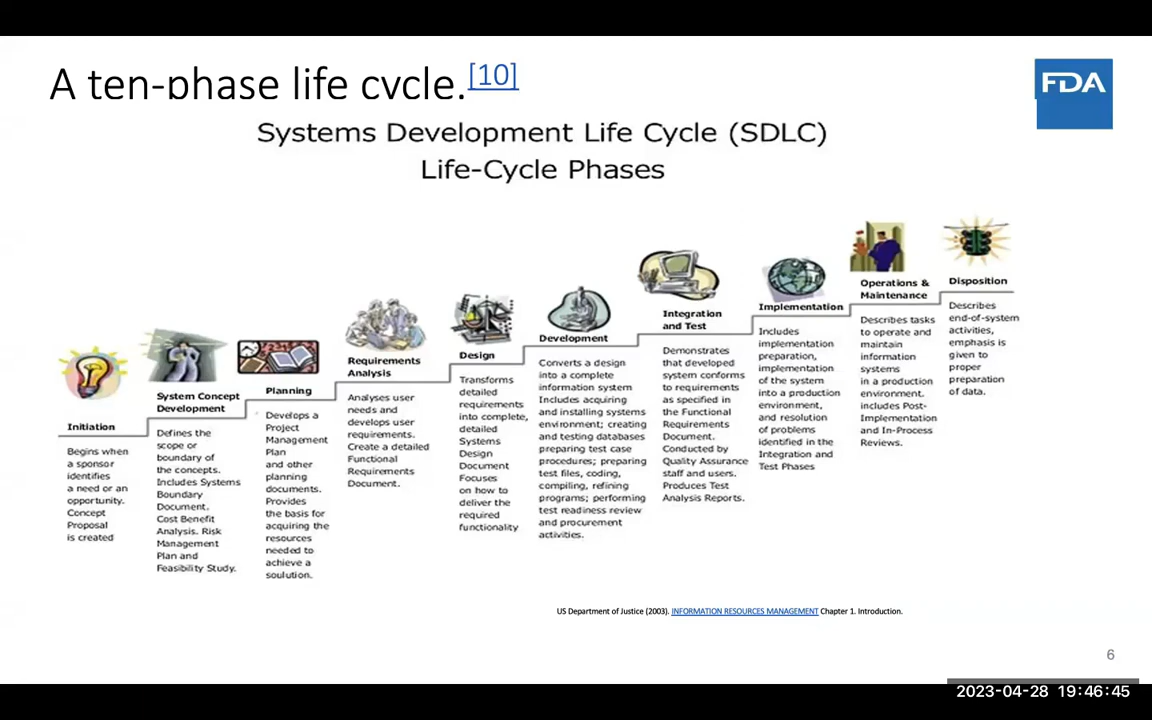 A ten-phase life cycle.[10]
FDA
Systems Development Life Cycle (SDLC)
Life-Cycle Phases
Initiation
Begins when
a sponsor
identifies
a need or an
opportunity.
Concept
Proposal
is created
System Concept
Development
Defines the
scope or
boundary of
the concepts.
Includes Systems
Boundary
Document.
Cost Benefit
Analysis. Risk
Management
Plan and
Feasibility Study.
Planning
Develops a
Project
Management
Plan
and other
planning
documents.
Provides
the basis for
acquiring the
resources
needed to
achieve a
soulution.
Requirements
Analysis
Analyses user
needs and
develops user
requirements.
Create a detailed
Functional
Requirements
Document.
Design
Transforms
detailed
requirements
into complete,
detailed
Systems
Design
Document
Focuses
on how to
deliver the
required
functionality
Development
Converts a design
into a complete
information system
Includes acquiring
and installing systems
environment; creating
and testing databases
preparing test case
procedures; preparing
test files, coding,
compiling, refining
programs; performing
test readiness review
and procurement
activities.
Integration
and Test
Demonstrates
that developed
system conforms
to requirements
as specified in
the Functional
Requirements
Document.
Conducted by
Quality Assurance
staff and users.
Produces Test
Analysis Reports.
Implementation
Includes
implementation
preparation,
implementation
of the system
into a production
environment,
and resolution
of problems
identified in the
Integration and
Test Phases
Operations &
Maintenance
Describes tasks
to operate and
maintain
information
systems
in a production
environment.
includes Post-
Implementation
and In-Process
Reviews.
Disposition
Describes
end-of-system
activities,
emphasis is
given to
proper
preparation
of data.
US Department of Justice (2003). INFORMATION RESOURCES MANAGEMENT Chapter 1. Introduction.
6
2023-04-28 19:46:45